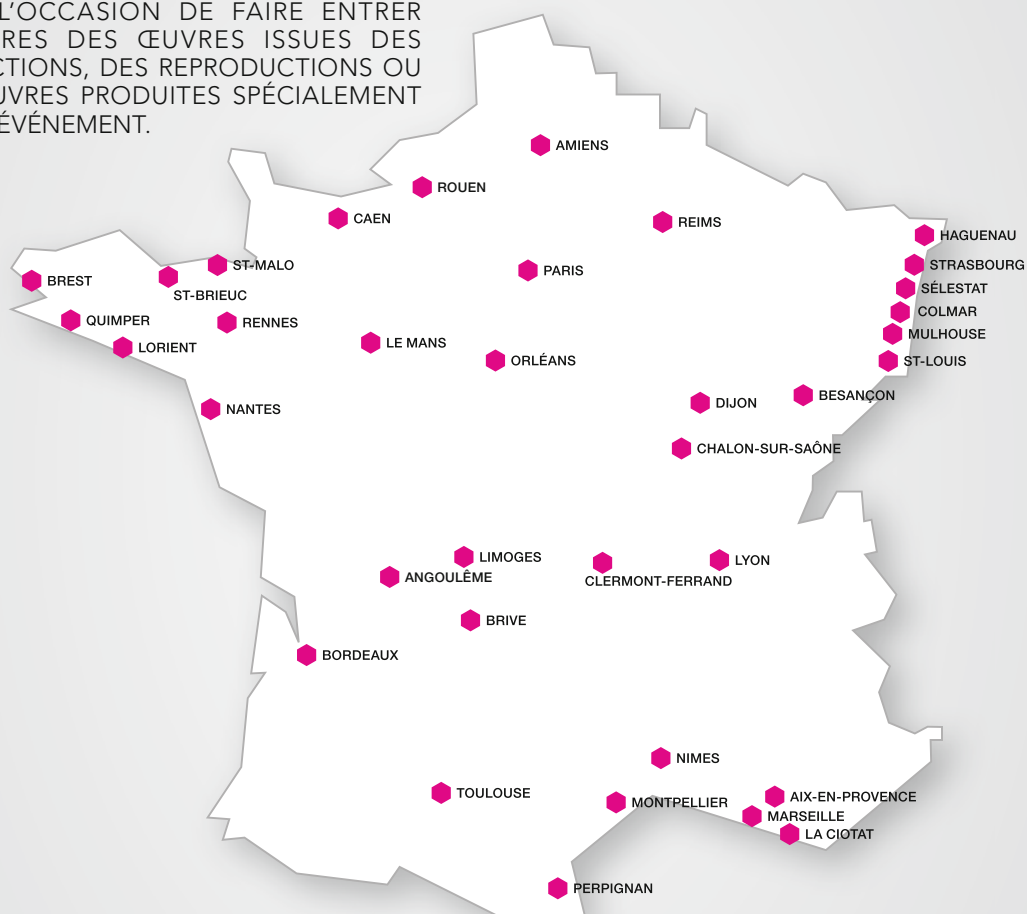 L'OCCASION DE FAIRE ENTRER
RES DES ŒUVRES ISSUES DES
CTIONS, DES REPRODUCTIONS OU
UVRES PRODUITES SPÉCIALEMENT
ÉVÉNEMENT.
AMIENS
ROUEN
CAEN
REIMS
HAGUENAU
ST-MALO
STRASBOURG
PARIS
BREST
SÉLESTAT
ST-BRIEUC
COLMAR
QUIMPER
RENNES
MULHOUSE
LE MANS
LORIENT
ORLÉANS
ST-LOUIS
BESANÇON
DIJON
NANTES
CHALON-SUR-SAÔNE
LIMOGES
LYON
ANGOULÊME
CLERMONT-FERRAND
BRIVE
BORDEAUX
NIMES
TOULOUSE
AIX-EN-PROVENCE
MONTPELLIER
MARSEILLE
LA CIOTAT
PERPIGNAN